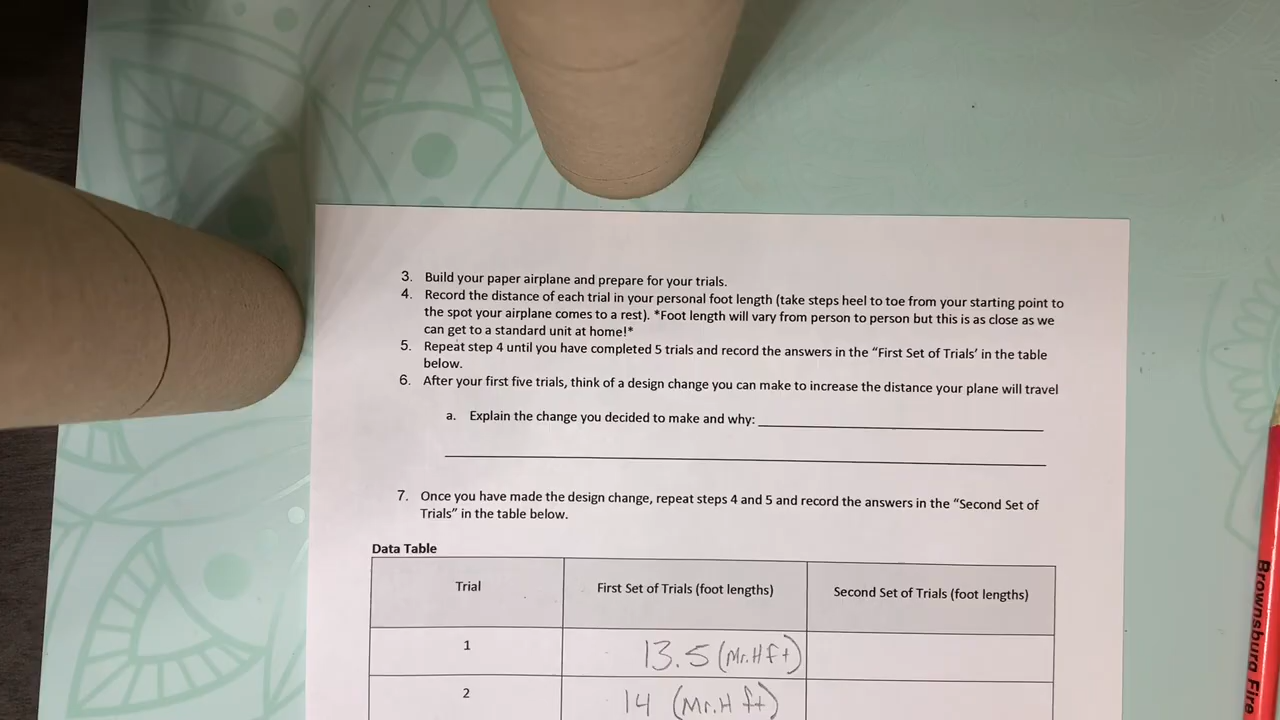 3. Build your paper airplane and prepare for your trials.
4. Record the distance of each trial in your personal foot length (take steps heel to toe from your starting point to
the spot your airplane comes to a rest). *Foot length will vary from person to person but this is as close as we
can get to a standard unit at home!*
5. Repeat step 4 until you have completed 5 trials and record the answers in the “First Set of Trials’ in the table
below.
6. After your first five trials, think of a design change you can make to increase the distance your plane will travel
a. Explain the change you decided to make and why:
7. Once you have made the design change, repeat steps 4 and 5 and record the answers in the “Second Set of
Trials” in the table below.
Data Table
Trial First Set of Trials (foot lengths) Second Set of Trials (foot lengths)
1 13.5 (Mr.H ft)
2 14 (Mr.H ft)
Brownsburg Fire